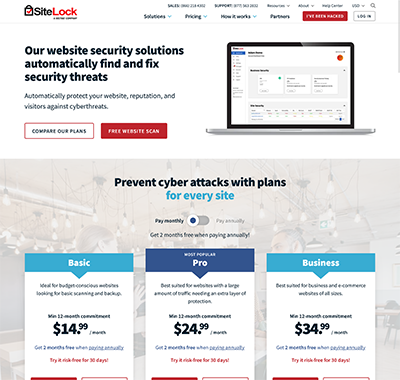 SiteLock
SALES: (844) 218-4302 SUPPORT: (877) 563-2832 Resources About USD
Solutions Pricing How it works Partners I'VE BEEN HACKED LOG IN
Our website security solutions
automatically find and fix
security threats
Automatically protect your website, reputation, and
visitors against cyberthreats.
COMPARE OUR PLANS FREE WEBSITE SCAN
Prevent cyber attacks with plans
for every site
Pay monthly Pay annually
Get 2 months free when paying annually!
MOST POPULAR
Basic Pro Business
Ideal for budget-conscious websites Best suited for websites with a large Best suited for business and e-commerce
looking for basic scanning and backup. amount of traffic needing an extra layer of websites of all sizes.
protection.
Min 12-month commitment Min 12-month commitment Min 12-month commitment
$14.99 / month $24.99 / month $34.99 / month
Get 2 months free when paying annually Get 2 months free when paying annually Get 2 months free when paying annually
Try it risk-free for 30 days! Try it risk-free for 30 days! Try it risk-free for 30 days!